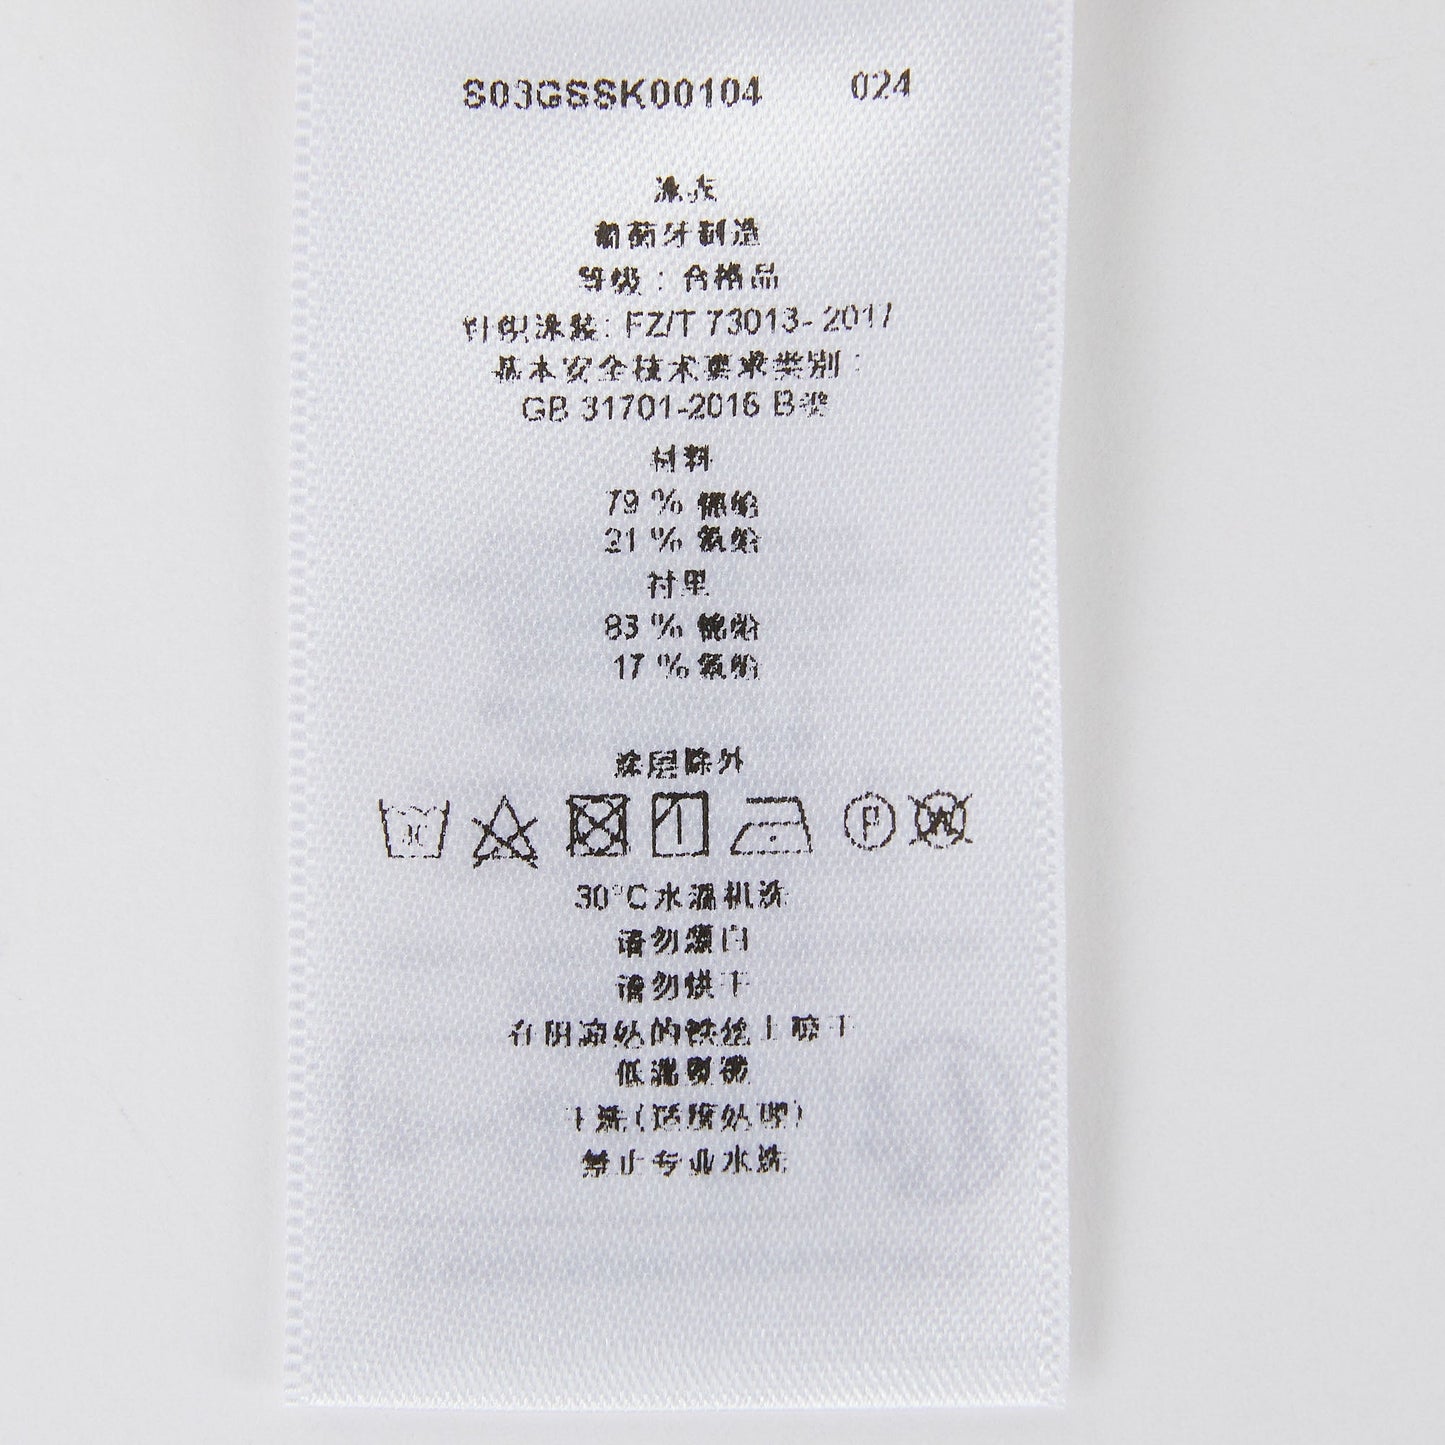 S03GSSK00104 024
泳衣
葡萄牙制造
等级：合格品
针织泳装: FZ/T 73013- 2017
基本安全技术要求类别：
GB 31701-2015 B类
材料
79 % 锦纶
21 % 氨纶
衬里
83 % 锦纶
17 % 氨纶
涂层除外
30 P W
30°C水温机洗
请勿漂白
请勿烘干
在阴凉处的铁丝上晾干
低温熨烫
干洗(适度处理)
禁止专业水洗